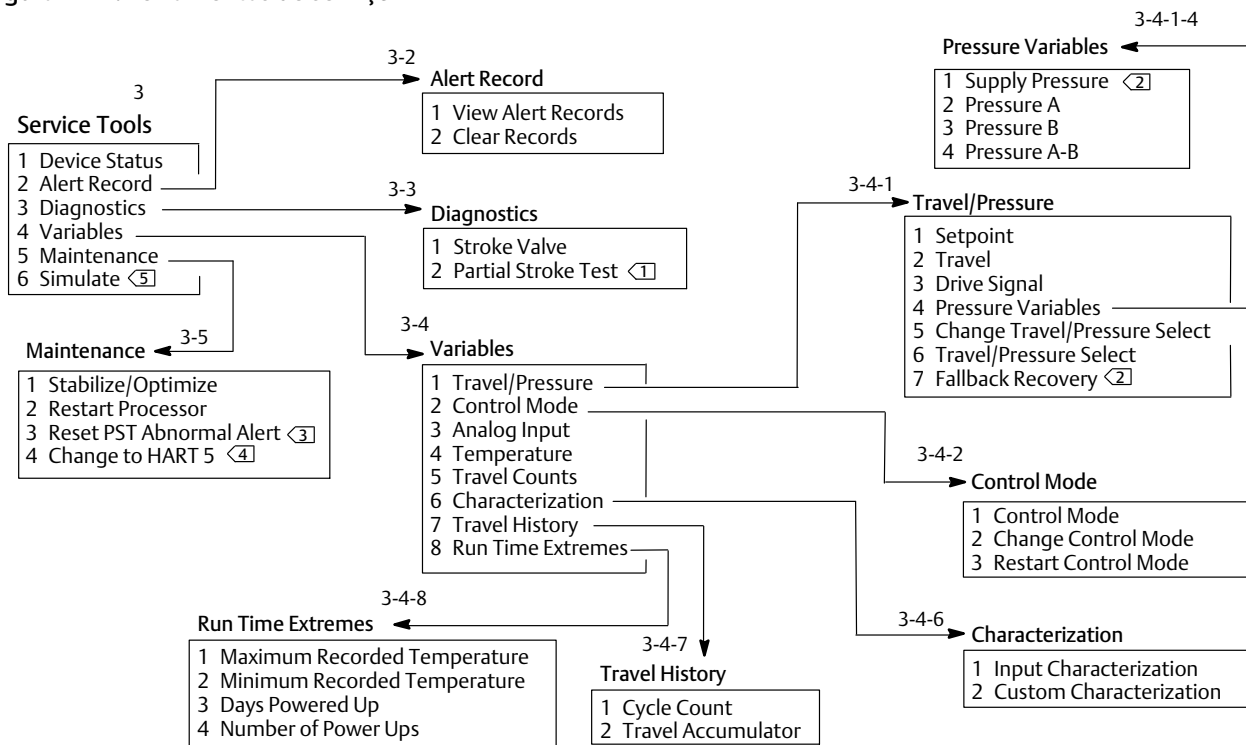 3
Service Tools
1 Device Status
2 Alert Record
3 Diagnostics
4 Variables
5 Maintenance
6 Simulate 5
3-2
Alert Record
1 View Alert Records
2 Clear Records
3-3
Diagnostics
1 Stroke Valve
2 Partial Stroke Test 1
3-5
Maintenance
1 Stabilize/Optimize
2 Restart Processor
3 Reset PST Abnormal Alert 3
4 Change to HART 5 4
3-4
Variables
1 Travel/Pressure
2 Control Mode
3 Analog Input
4 Temperature
5 Travel Counts
6 Characterization
7 Travel History
8 Run Time Extremes
3-4-1-4
Pressure Variables
1 Supply Pressure 2
2 Pressure A
3 Pressure B
4 Pressure A-B
3-4-1
Travel/Pressure
1 Setpoint
2 Travel
3 Drive Signal
4 Pressure Variables
5 Change Travel/Pressure Select
6 Travel/Pressure Select
7 Fallback Recovery 2
3-4-2
Control Mode
1 Control Mode
2 Change Control Mode
3 Restart Control Mode
3-4-6
Characterization
1 Input Characterization
2 Custom Characterization
3-4-7
Travel History
1 Cycle Count
2 Travel Accumulator
3-4-8
Run Time Extremes
1 Maximum Recorded Temperature
2 Minimum Recorded Temperature
3 Days Powered Up
4 Number of Power Ups